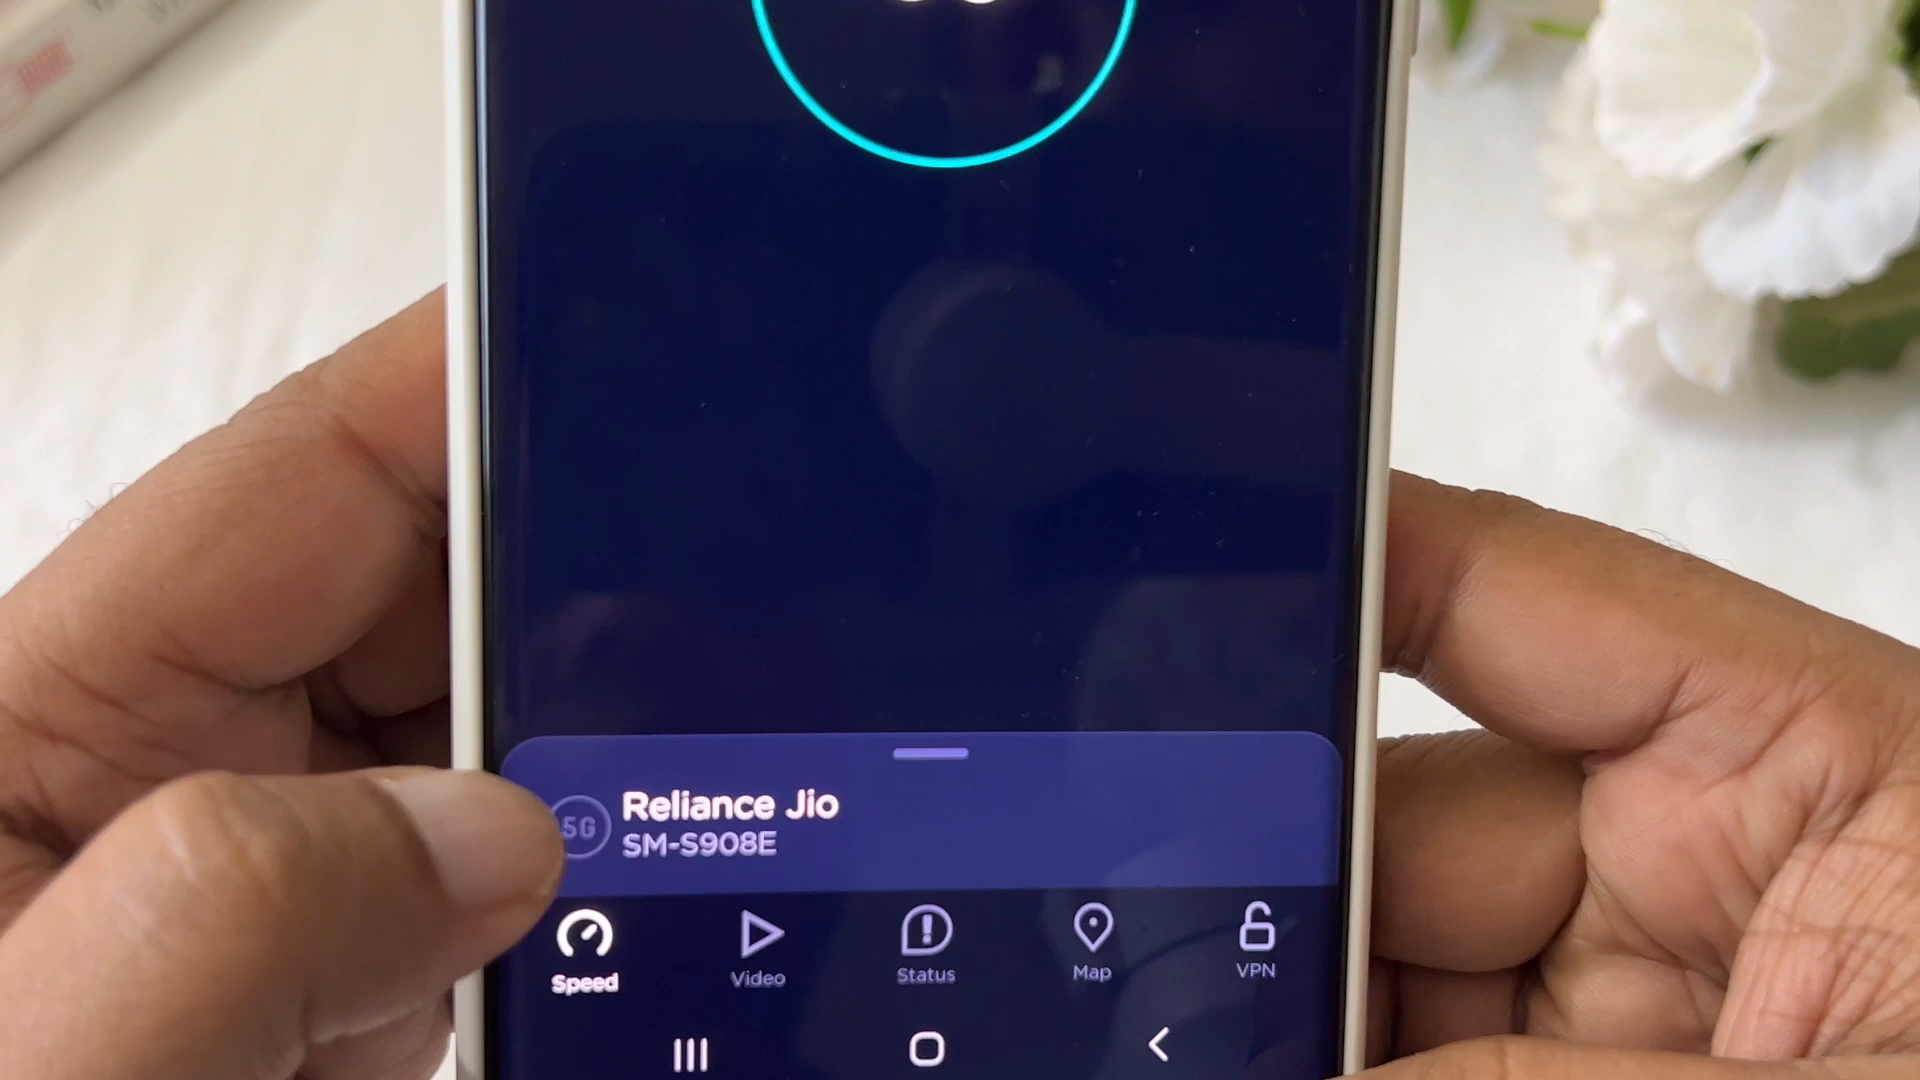 5G
Reliance Jio
SM-S908E
Speed
Video
Status
Map
VPN